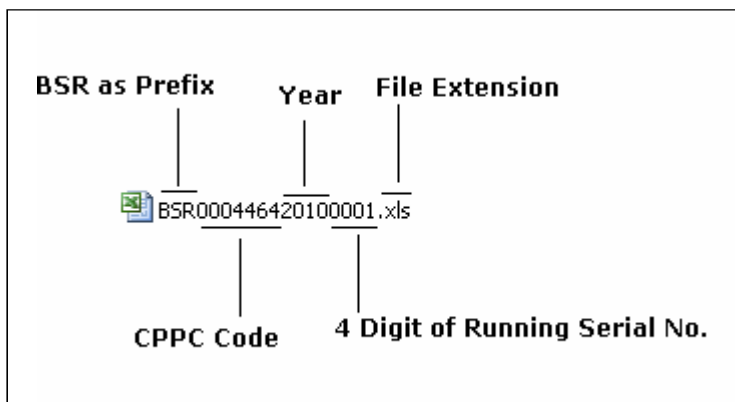 BSR as Prefix
Year
File Extension
BSR000446420100001.xls
CPPC Code
4 Digit of Running Serial No.